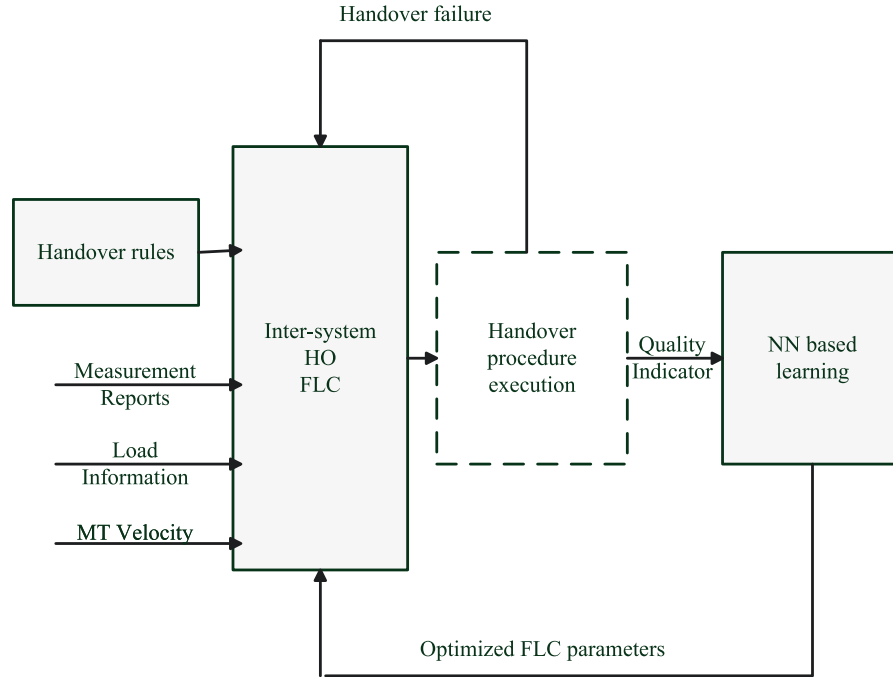 Handover failure
Handover rules
Inter-system
HO
FLC
Handover
procedure
execution
Quality
Indicator
NN based
learning
Measurement
Reports
Load
Information
MT Velocity
Optimized FLC parameters